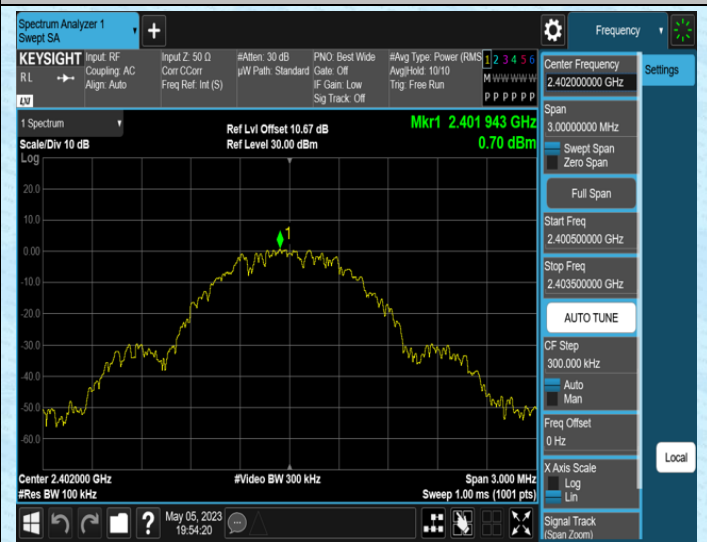 Spectrum Analyzer 1
Swept SA
Frequency
KEYSIGHT
RL
LXI
Input: RF
Coupling: AC
Align: Auto
Input Z: 50 Ω
Corr CCorr
Freq Ref: Int (S)
#Atten: 30 dB
µW Path: Standard
PNO: Best Wide
Gate: Off
IF Gain: Low
Sig Track: Off
#Avg Type: Power (RMS
Avg|Hold: 10/10
Trig: Free Run
1 2 3 4 5 6
M W W W W W
P P P P P P
1 Spectrum
Scale/Div 10 dB
Log
Ref Lvl Offset 10.67 dB
Ref Level 30.00 dBm
Mkr1 2.401 943 GHz
0.70 dBm
20.0
10.0
0.00
-10.0
-20.0
-30.0
-40.0
-50.0
-60.0
1
Center 2.402000 GHz
#Res BW 100 kHz
#Video BW 300 kHz
Span 3.000 MHz
Sweep 1.00 ms (1001 pts)
May 05, 2023
19:54:20
?
Center Frequency
2.402000000 GHz
Span
3.00000000 MHz
Swept Span
Zero Span
Full Span
Start Freq
2.400500000 GHz
Stop Freq
2.403500000 GHz
AUTO TUNE
CF Step
300.000 kHz
Auto
Man
Freq Offset
0 Hz
X Axis Scale
Log
Lin
Signal Track
(Span Zoom)
Settings
Local